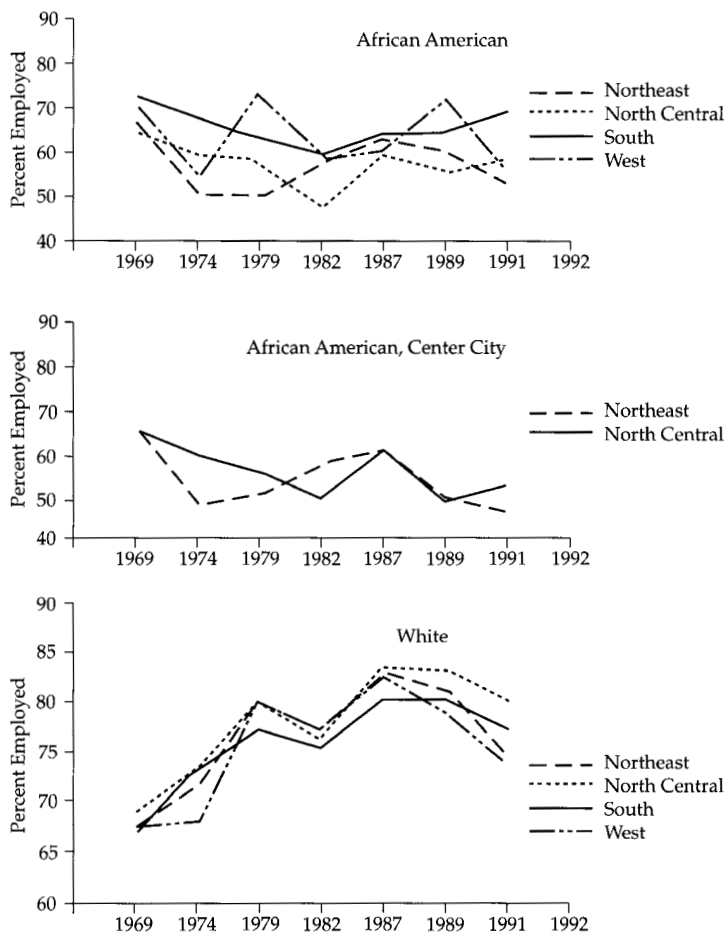 African American
Percent Employed
90
80
70
60
50
40
1969 1974 1979 1982 1987 1989 1991 1992
Northeast
North Central
South
West
African American, Center City
Percent Employed
90
80
70
60
50
40
1969 1974 1979 1982 1987 1989 1991 1992
Northeast
North Central
White
Percent Employed
90
85
80
75
70
65
60
1969 1974 1979 1982 1987 1989 1991 1992
Northeast
North Central
South
West